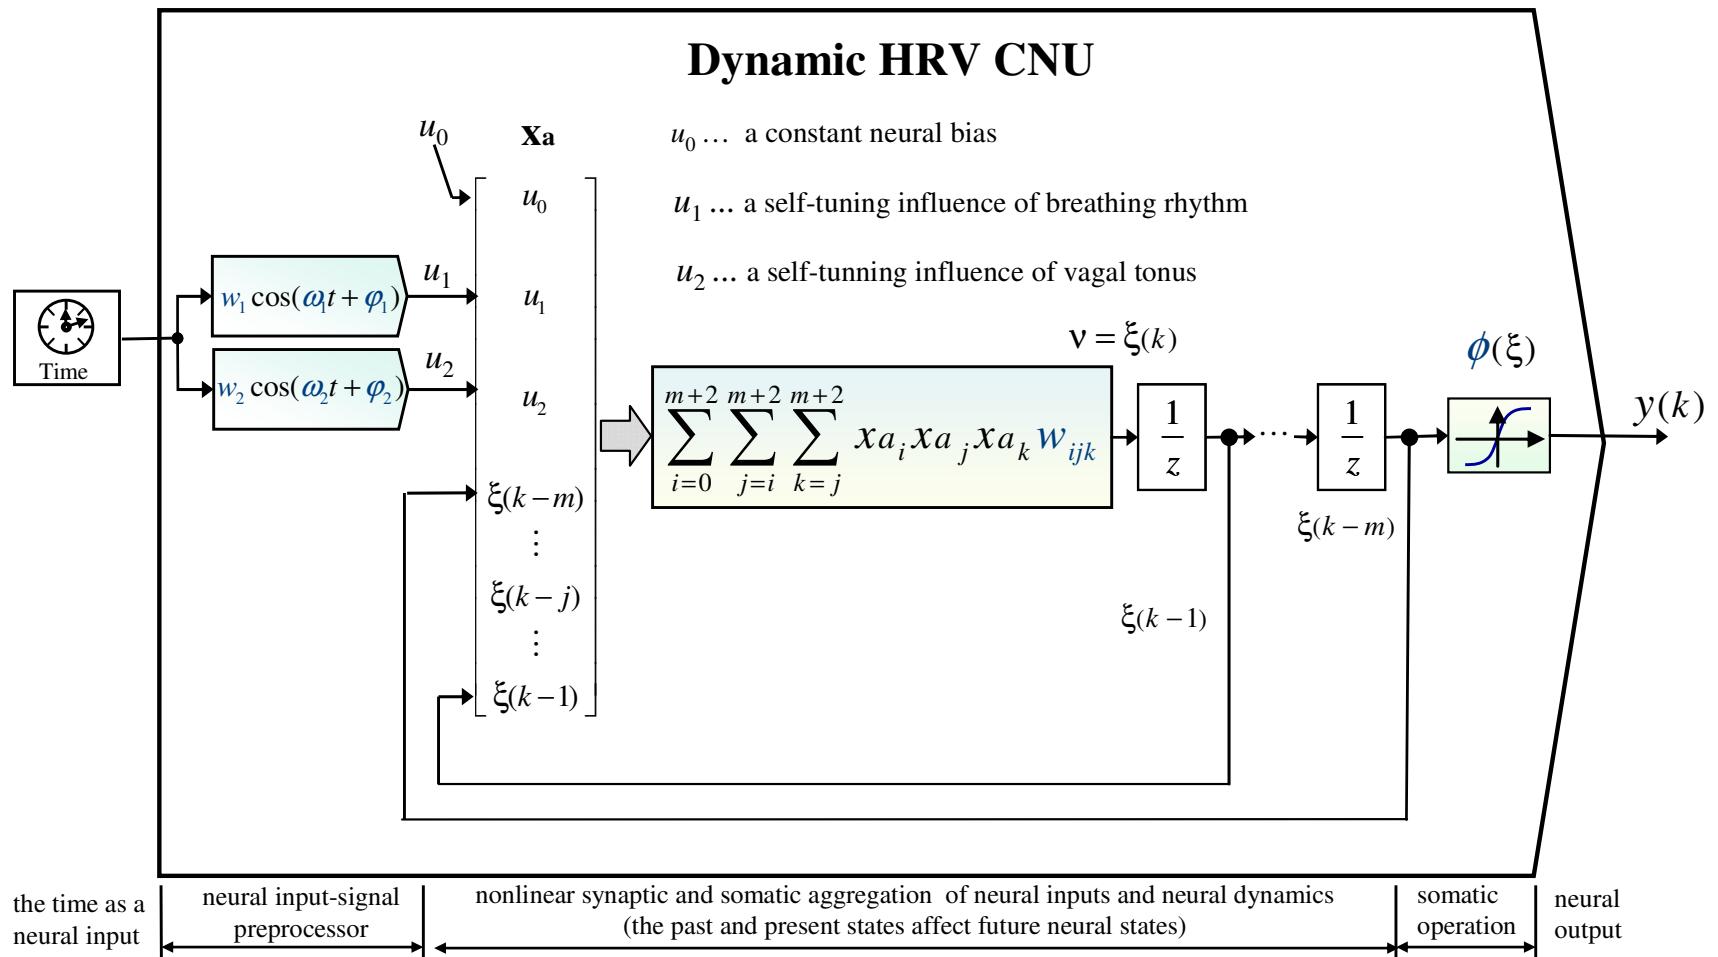 Dynamic HRV CNU
u₀
Xa
u₀ … a constant neural bias
u₀
u₁ ... a self-tuning influence of breathing rhythm
u₁
u₂ ... a self-tunning influence of vagal tonus
w₁ cos(ω₁t + φ₁)
u₁
Time
ν = ξ(k)
ϕ(ξ)
u₂
w₂ cos(ω₂t + φ₂)
u₂
m+2 m+2 m+2
∑ ∑ ∑ xaᵢ xaⱼ xaₖ wᵢⱼₖ
i=0 j=i k=j
1/z
…
1/z
y(k)
ξ(k−m)
ξ(k−m)
⋮
ξ(k−j)
ξ(k−1)
⋮
ξ(k−1)
the time as a
neural input
neural input-signal
preprocessor
nonlinear synaptic and somatic aggregation of neural inputs and neural dynamics
(the past and present states affect future neural states)
somatic
operation
neural
output